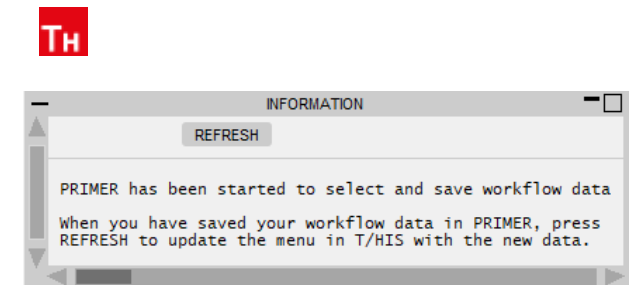 TH
INFORMATION
REFRESH
PRIMER has been started to select and save workflow data
When you have saved your workflow data in PRIMER, press
REFRESH to update the menu in T/HIS with the new data.